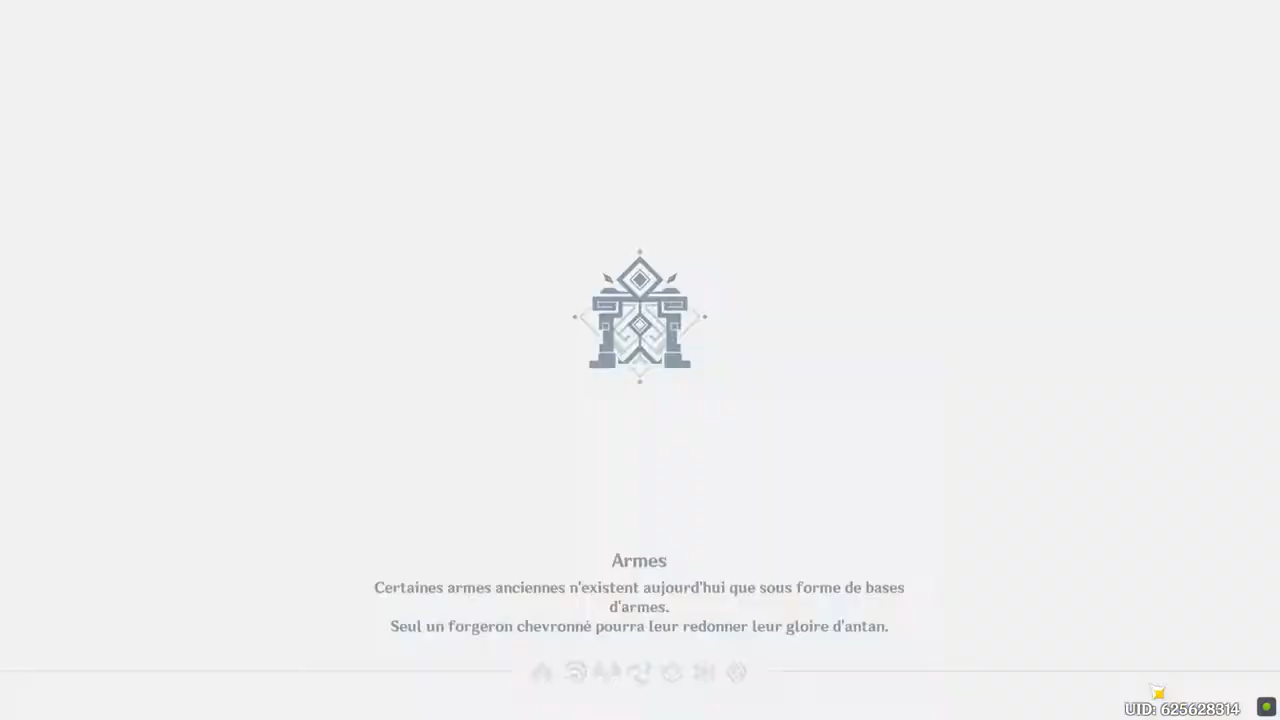 Armes
Certaines armes anciennes n'existent aujourd'hui que sous forme de bases
d'armes.
Seul un forgeron chevronné pourra leur redonner leur gloire d'antan.
UID: 625628314